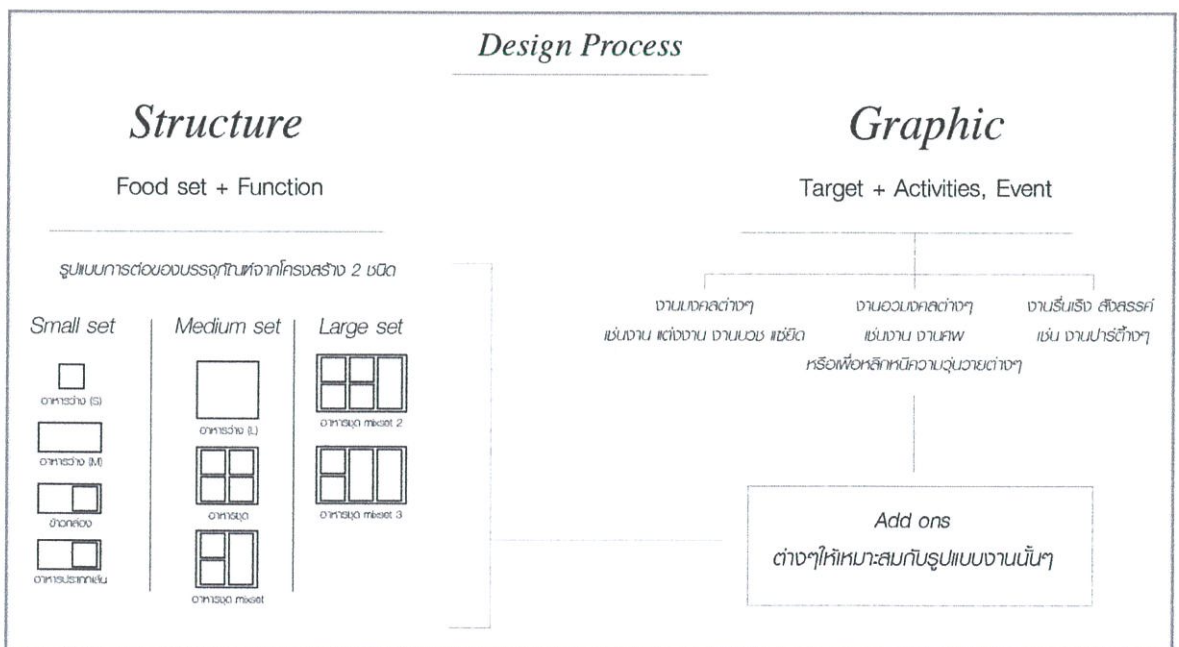 Design Process
Structure
Food set + Function
รูปแบบการต่อของบรรจุภัณฑ์จากโครงสร้าง 2 ชนิด
Small set
อาหารว่าง (S)
อาหารว่าง (M)
ข้าวกล่อง
อาหารประเภทเส้น
Medium set
อาหารว่าง (L)
อาหารชุด
อาหารชุด mixset
Large set
อาหารชุด mixset 2
อาหารชุด mixset 3
Graphic
Target + Activities, Event
งานมงคลต่างๆ
เช่นงาน แต่งงาน งานบวช แซยิด
งานอวมงคลต่างๆ
เช่นงาน งานศพ
หรือเพื่อหลีกหนีความวุ่นวายต่างๆ
งานรื่นเริง สังสรรค์
เช่น งานปาร์ตี้างๆ
Add ons
ต่างๆให้เหมาะสมกับรูปแบบงานนั้นๆ